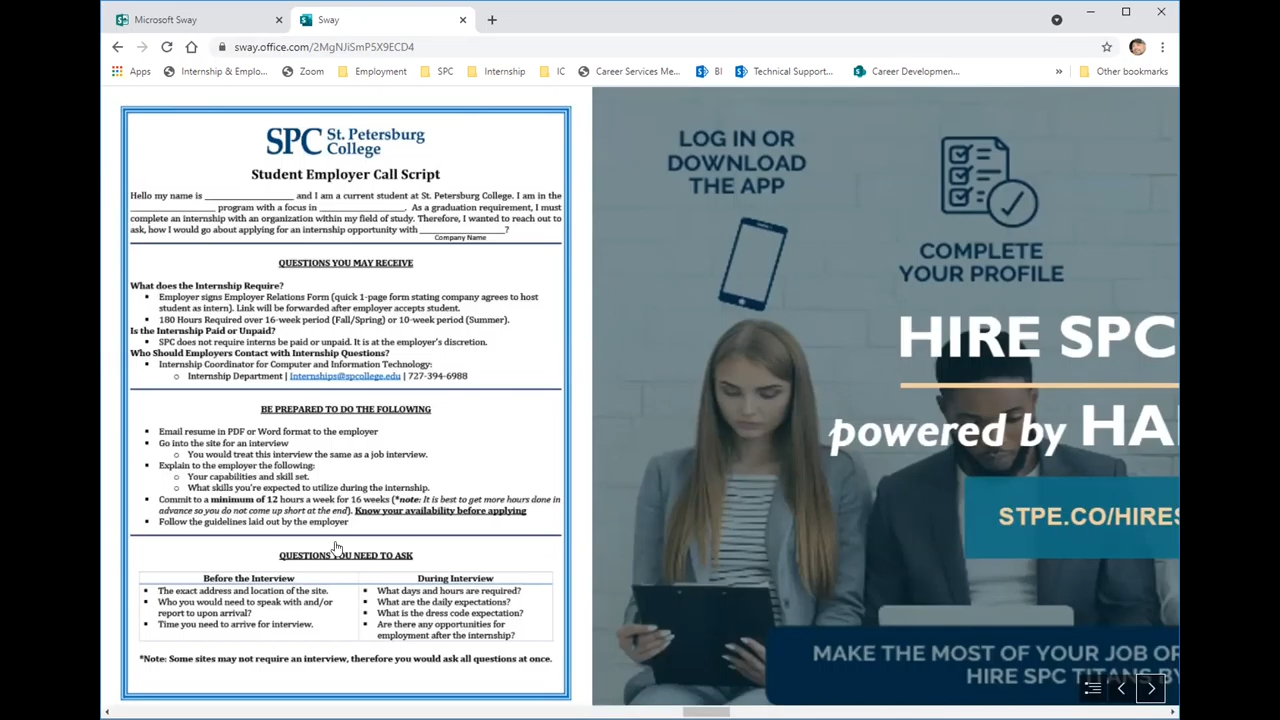 Microsoft Sway
Sway
sway.office.com/2MgNJiSmP5X9ECD4
Apps
Internship & Emplo...
Zoom
Employment
SPC
Internship
IC
Career Services Me...
BI
Technical Support...
Career Developmen...
»
Other bookmarks
SPC St. Petersburg
College
Student Employer Call Script
Hello my name is ____________________ and I am a current student at St. Petersburg College. I am in the
___________________ program with a focus in ___________________. As a graduation requirement, I must
complete an internship with an organization within my field of study. Therefore, I wanted to reach out to
ask, how I would go about applying for an internship opportunity with ___________________?
Company Name
QUESTIONS YOU MAY RECEIVE
What does the Internship Require?
▪ Employer signs Employer Relations Form (quick 1-page form stating company agrees to host
student as intern). Link will be forwarded after employer accepts student.
▪ 180 Hours Required over 16-week period (Fall/Spring) or 10-week period (Summer).
Is the Internship Paid or Unpaid?
▪ SPC does not require interns be paid or unpaid. It is at the employer's discretion.
Who Should Employers Contact with Internship Questions?
▪ Internship Coordinator for Computer and Information Technology:
o Internship Department | Internships@spcollege.edu | 727-394-6988
BE PREPARED TO DO THE FOLLOWING
▪ Email resume in PDF or Word format to the employer
▪ Go into the site for an interview
o You would treat this interview the same as a job interview.
▪ Explain to the employer the following:
o Your capabilities and skill set.
o What skills you're expected to utilize during the internship.
▪ Commit to a minimum of 12 hours a week for 16 weeks (*note: It is best to get more hours done in
advance so you do not come up short at the end). Know your availability before applying
▪ Follow the guidelines laid out by the employer
QUESTIONS YOU NEED TO ASK
Before the Interview
▪ The exact address and location of the site.
▪ Who you would need to speak with and/or
report to upon arrival?
▪ Time you need to arrive for interview.
During Interview
▪ What days and hours are required?
▪ What are the daily expectations?
▪ What is the dress code expectation?
▪ Are there any opportunities for
employment after the internship?
*Note: Some sites may not require an interview, therefore you would ask all questions at once.
LOG IN OR
DOWNLOAD
THE APP
COMPLETE
YOUR PROFILE
HIRE SPC
powered by HA
STPE.CO/HIRES
MAKE THE MOST OF YOUR JOB OR
HIRE SPC TITANS BY